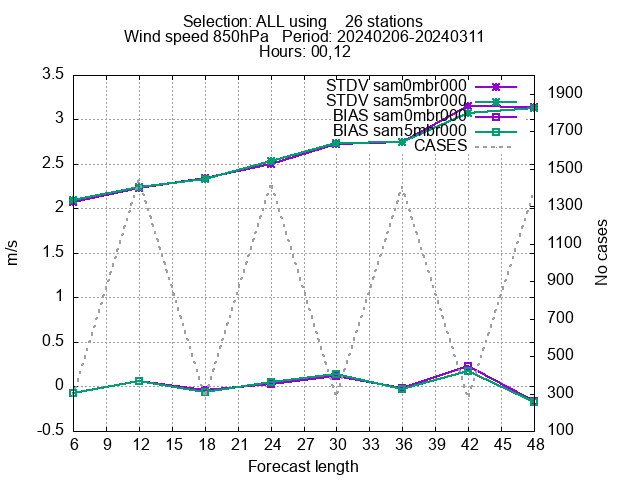 Selection: ALL using 26 stations
Wind speed 850hPa Period: 20240206-20240311
Hours: 00,12
STDV sam0mbr000
STDV sam5mbr000
BIAS sam0mbr000
BIAS sam5mbr000
CASES
3.5
3
2.5
2
1.5
1
0.5
0
-0.5
m/s
1900
1700
1500
1300
1100
900
700
500
300
100
No cases
6 9 12 15 18 21 24 27 30 33 36 39 42 45 48
Forecast length